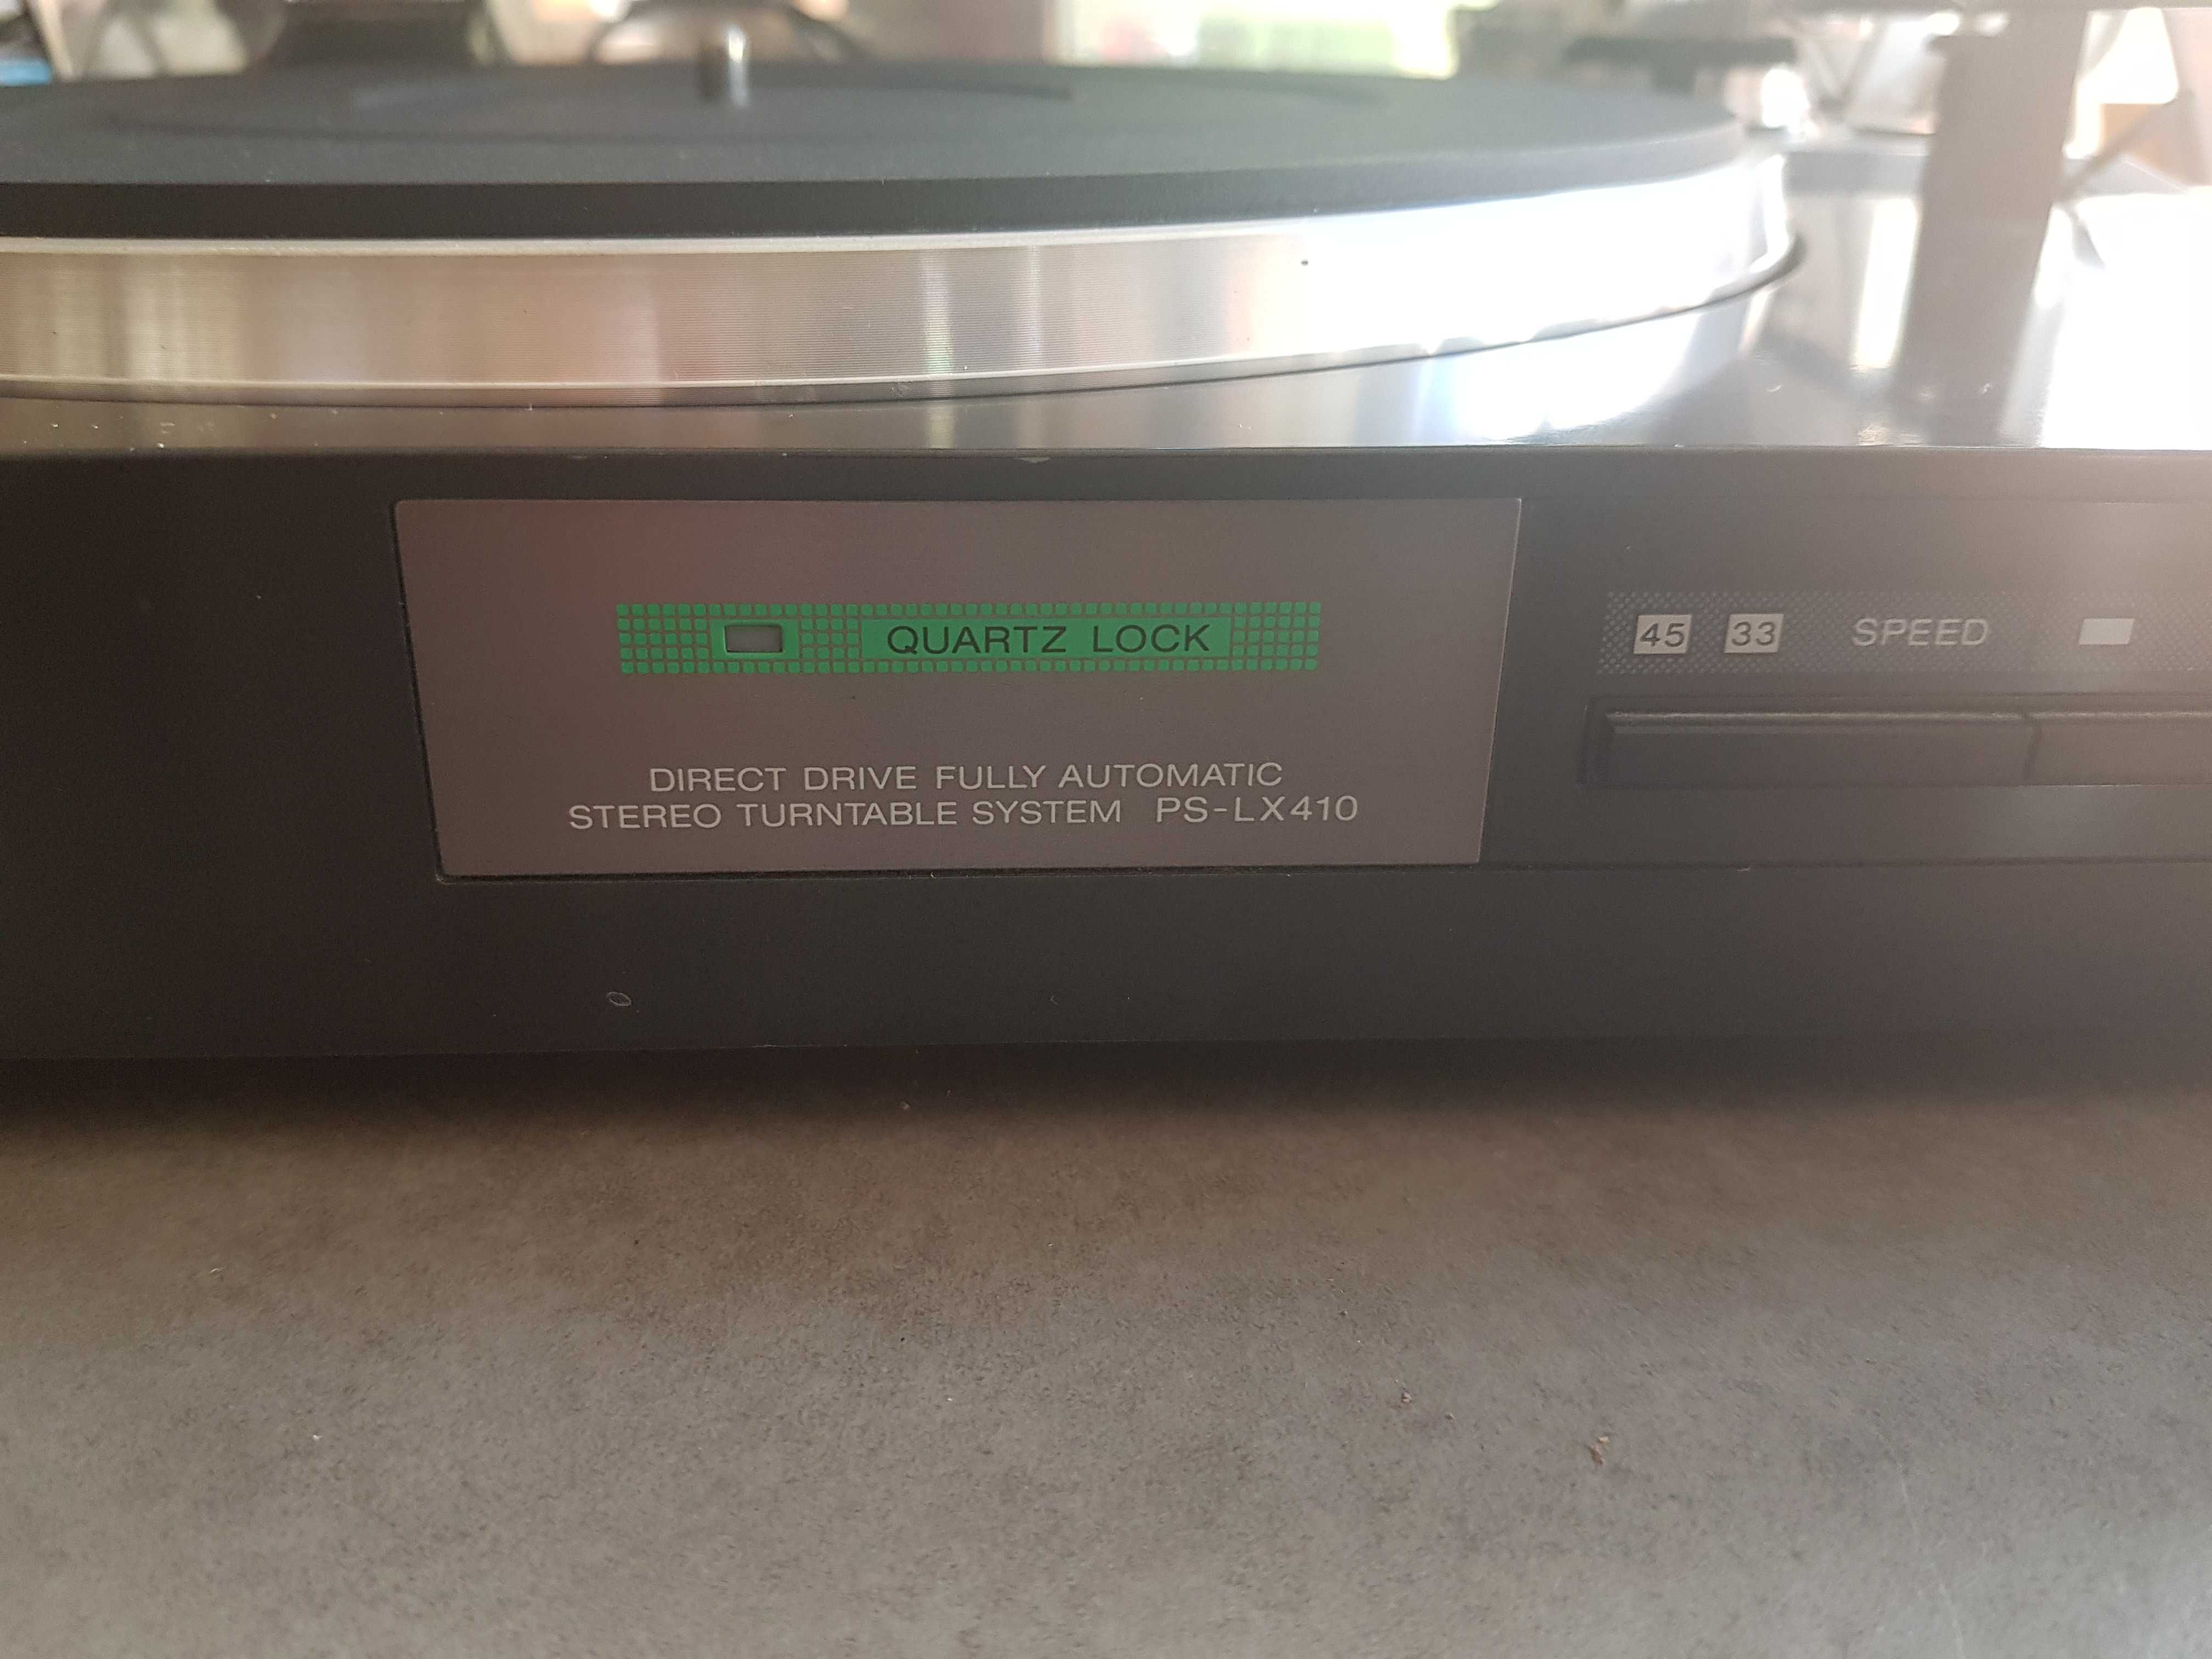 QUARTZ LOCK
DIRECT DRIVE FULLY AUTOMATIC
STEREO TURNTABLE SYSTEM PS-LX410
45 33 SPEED